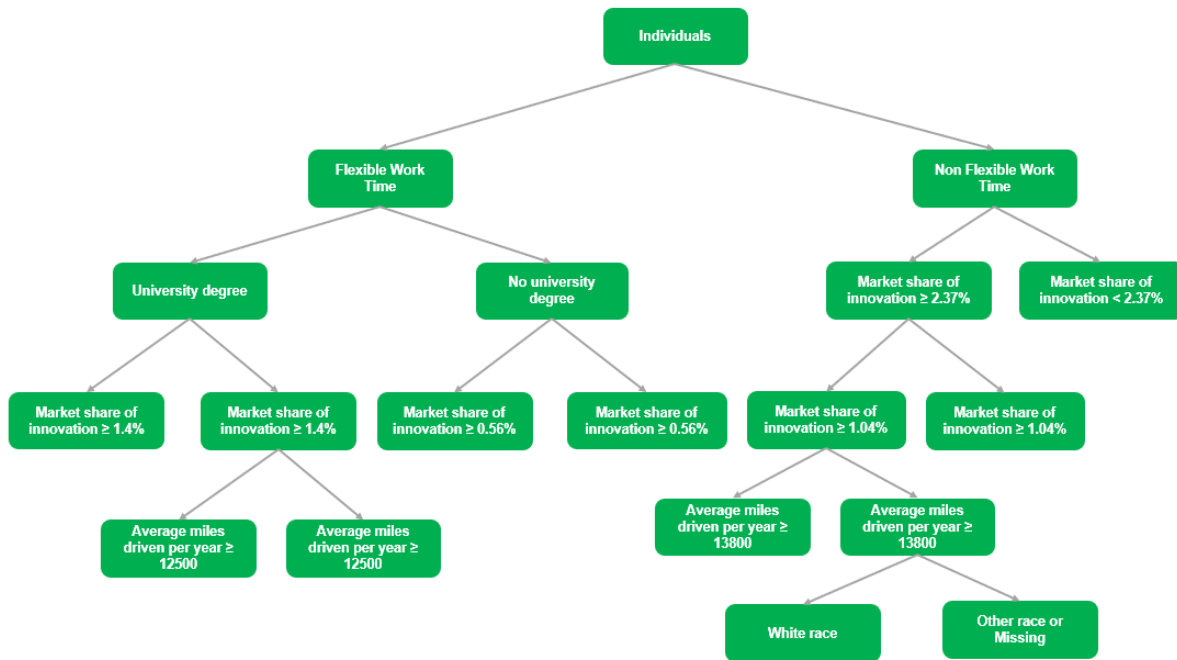 Individuals
Flexible Work
Time
Non Flexible Work
Time
University degree
No university
degree
Market share of
innovation ≥ 2.37%
Market share of
innovation < 2.37%
Market share of
innovation ≥ 1.4%
Market share of
innovation ≥ 1.4%
Market share of
innovation ≥ 0.56%
Market share of
innovation ≥ 0.56%
Market share of
innovation ≥ 1.04%
Market share of
innovation ≥ 1.04%
Average miles
driven per year ≥
12500
Average miles
driven per year ≥
12500
Average miles
driven per year ≥
13800
Average miles
driven per year ≥
13800
White race
Other race or
Missing